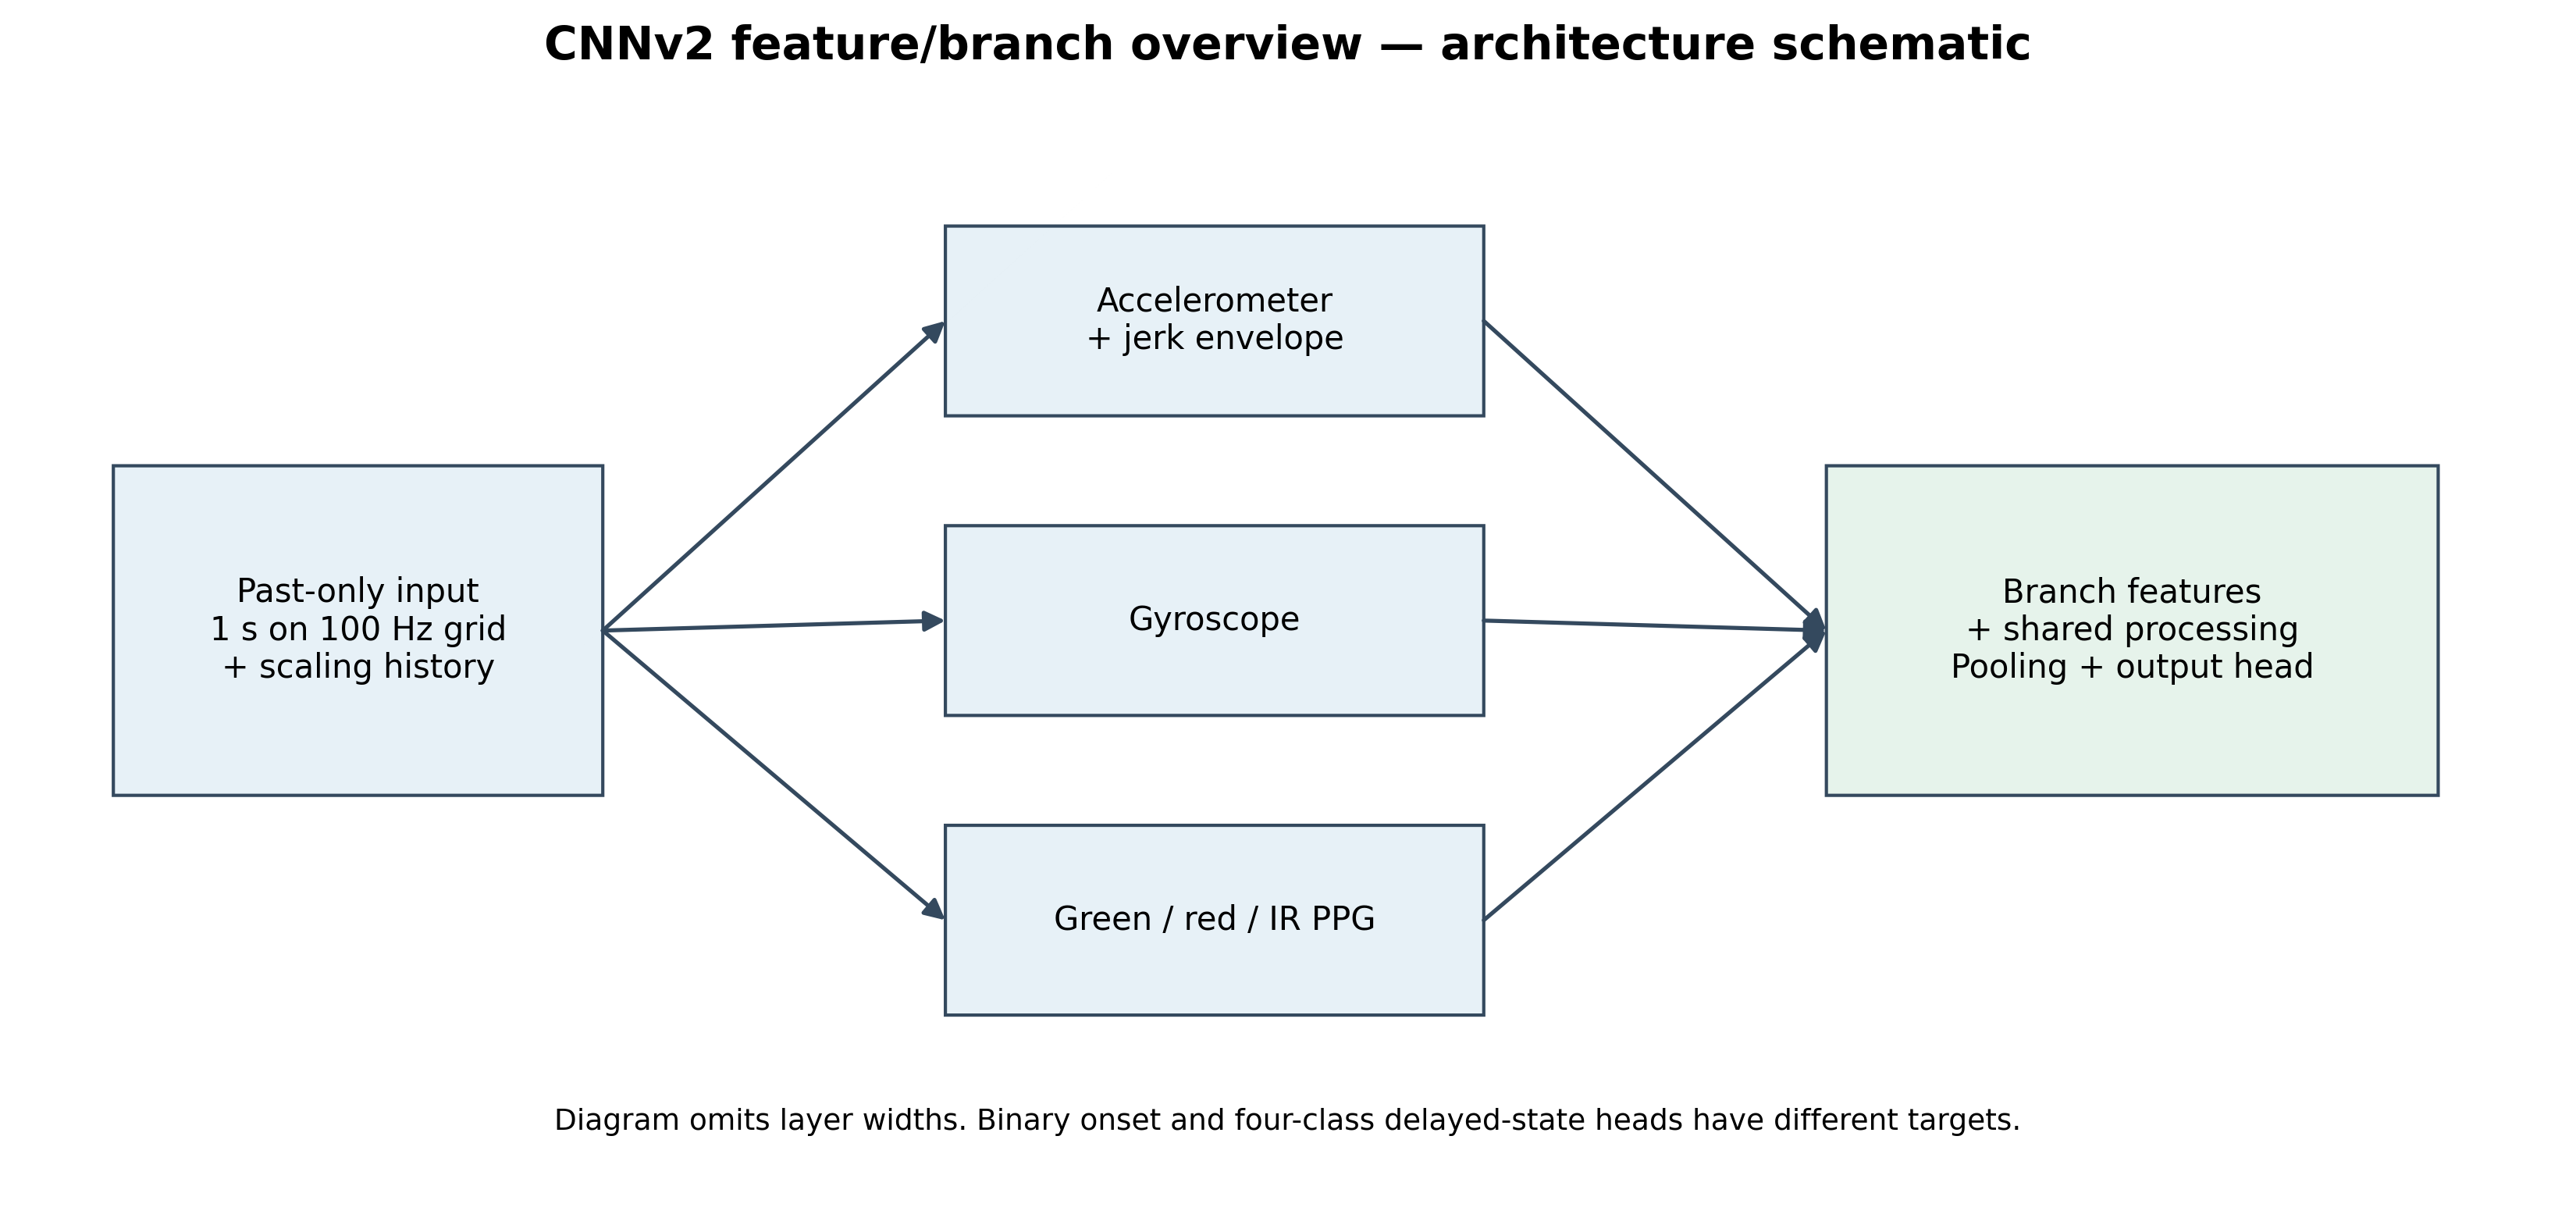 CNNv2 feature/branch overview — architecture schematic
Accelerometer
+ jerk envelope
Past-only input
1 s on 100 Hz grid
+ scaling history
Gyroscope
Branch features
+ shared processing
Pooling + output head
Green / red / IR PPG
Diagram omits layer widths. Binary onset and four-class delayed-state heads have different targets.